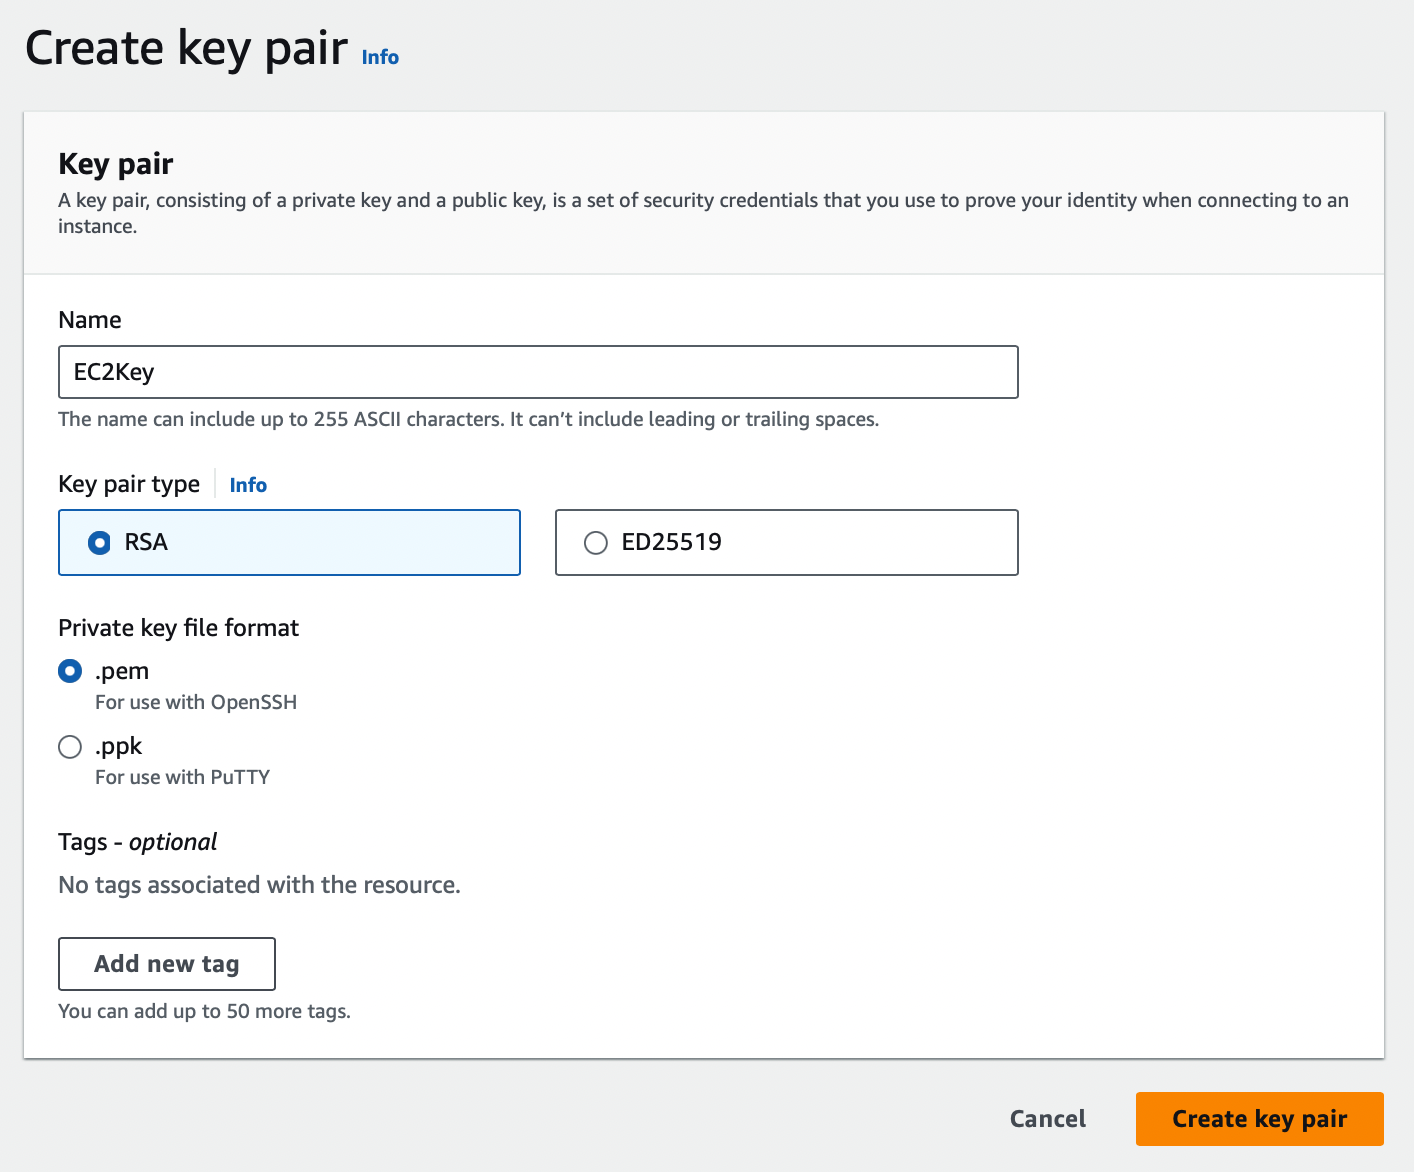 Create key pair Info
Key pair
A key pair, consisting of a private key and a public key, is a set of security credentials that you use to prove your identity when connecting to an
instance.
Name
EC2Key
The name can include up to 255 ASCII characters. It can’t include leading or trailing spaces.
Key pair type Info
RSA ED25519
Private key file format
.pem
For use with OpenSSH
.ppk
For use with PuTTY
Tags - optional
No tags associated with the resource.
Add new tag
You can add up to 50 more tags.
Cancel Create key pair